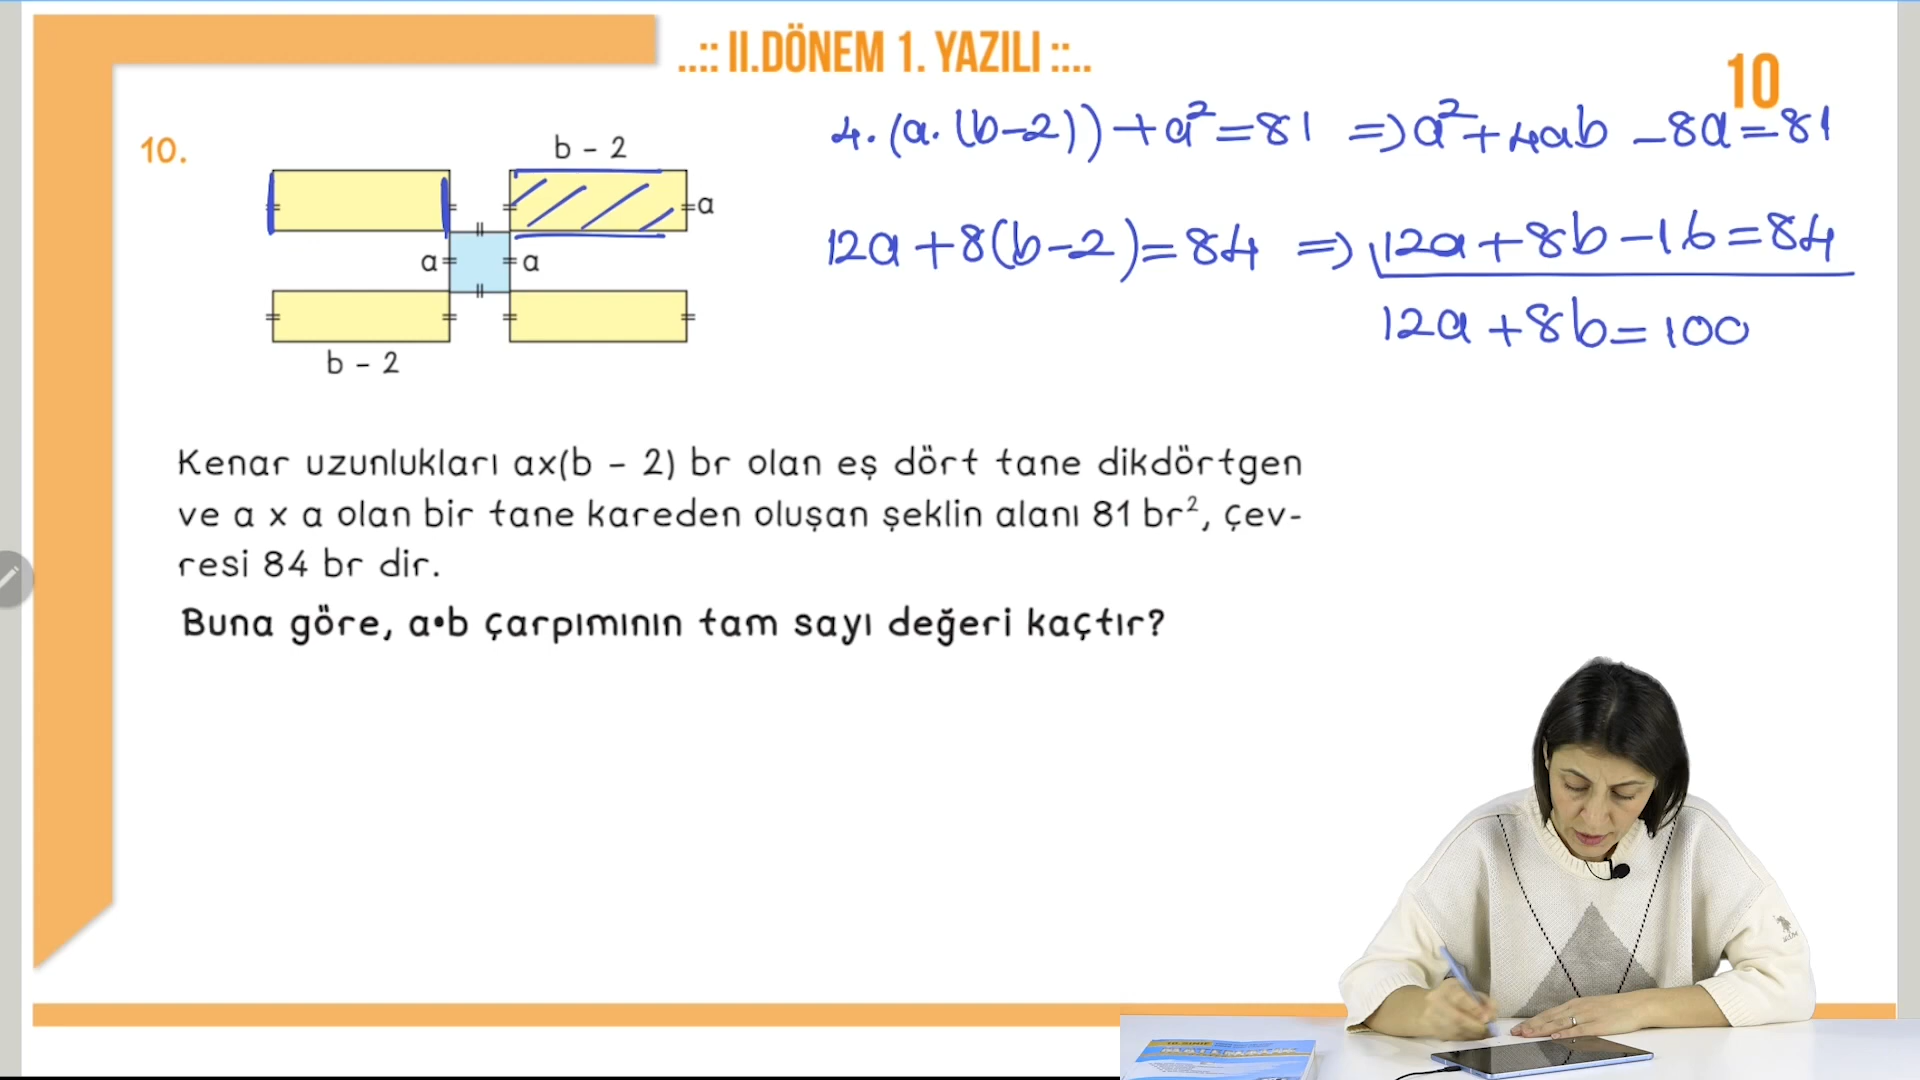 ..:: II.DÖNEM 1. YAZILI ::..
10
10.
b - 2
a
a
a
b - 2
4.(a.(b-2))+a²=81 ⇒ a²+4ab-8a=81
12a+8(b-2)=84 ⇒ 12a+8b-16=84
12a+8b=100
Kenar uzunlukları ax(b - 2) br olan eş dört tane dikdörtgen
ve a x a olan bir tane kareden oluşan şeklin alanı 81 br², çev-
resi 84 br dir.
Buna göre, a•b çarpımının tam sayı değeri kaçtır?
10.SINIF